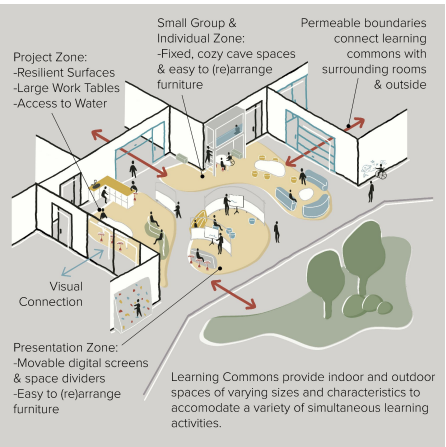 Small Group &
Individual Zone:
-Fixed, cozy cave spaces
& easy to (re)arrange
furniture
Permeable boundaries
connect learning
commons with
surrounding rooms
& outside
Project Zone:
-Resilient Surfaces
-Large Work Tables
-Access to Water
Visual
Connection
Presentation Zone:
-Movable digital screens
& space dividers
-Easy to (re)arrange
furniture
Learning Commons provide indoor and outdoor
spaces of varying sizes and characteristics to
accomodate a variety of simultaneous learning
activities.